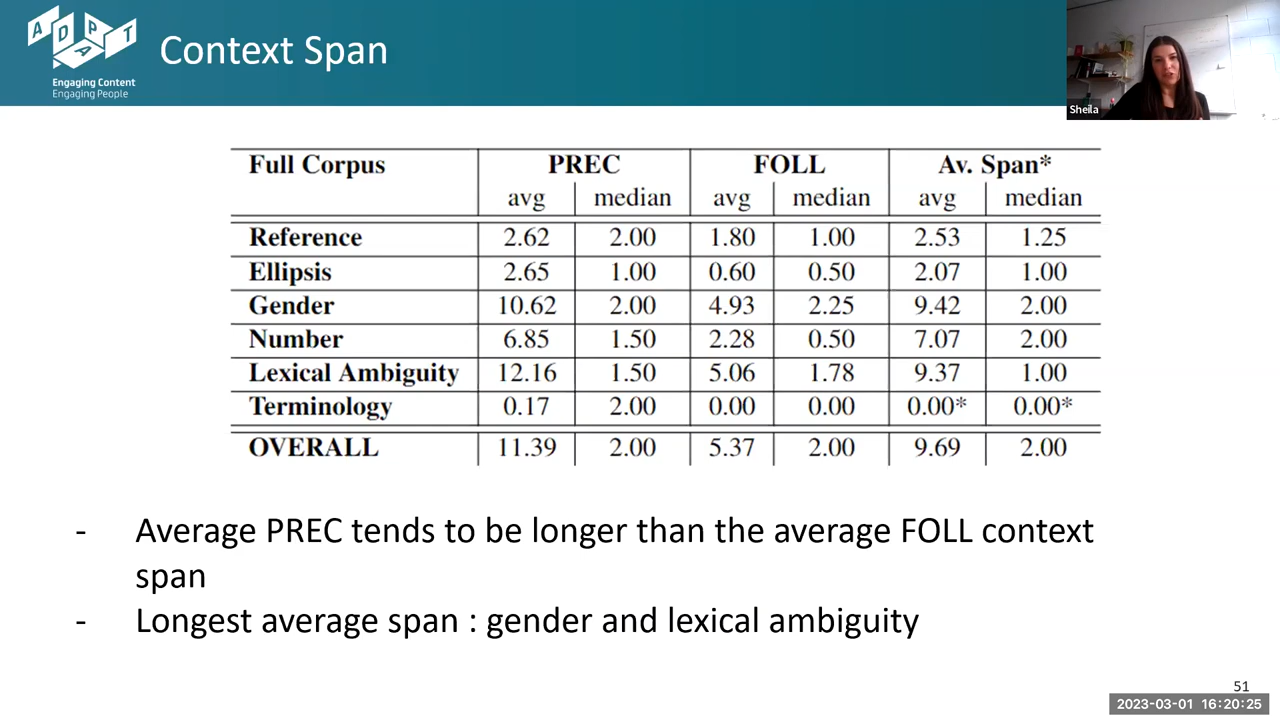 ADAPT
Engaging Content
Engaging People
Context Span
Sheila
Full Corpus PREC FOLL Av. Span*
avg median avg median avg median
Reference 2.62 2.00 1.80 1.00 2.53 1.25
Ellipsis 2.65 1.00 0.60 0.50 2.07 1.00
Gender 10.62 2.00 4.93 2.25 9.42 2.00
Number 6.85 1.50 2.28 0.50 7.07 2.00
Lexical Ambiguity 12.16 1.50 5.06 1.78 9.37 1.00
Terminology 0.17 2.00 0.00 0.00 0.00* 0.00*
OVERALL 11.39 2.00 5.37 2.00 9.69 2.00
- Average PREC tends to be longer than the average FOLL context
span
- Longest average span : gender and lexical ambiguity
51
2023-03-01 16:20:25